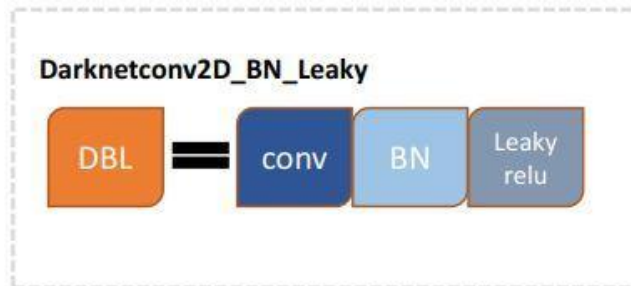 Darknetconv2D_BN_Leaky
DBL = conv BN Leaky
relu